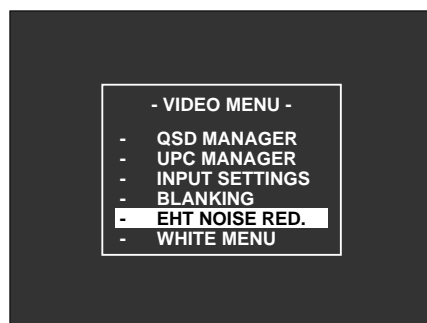 - VIDEO MENU -
- QSD MANAGER
- UPC MANAGER
- INPUT SETTINGS
- BLANKING
- EHT NOISE RED.
- WHITE MENU